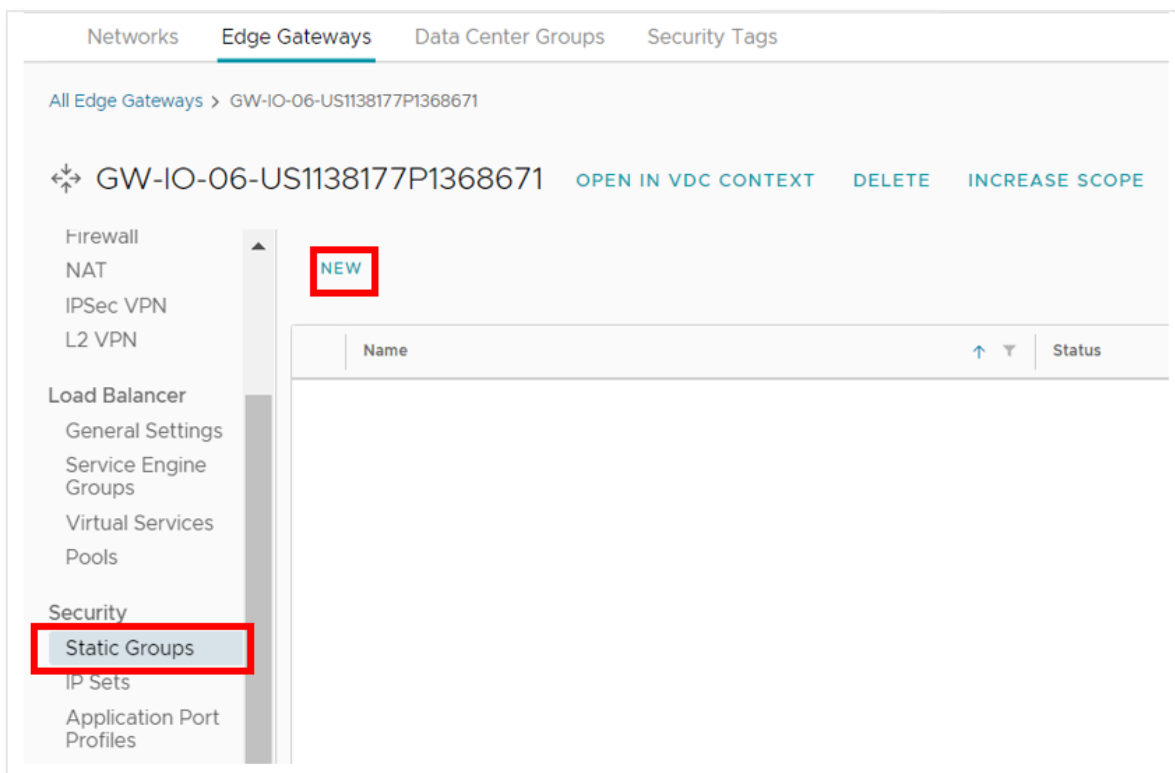 Networks Edge Gateways Data Center Groups Security Tags
All Edge Gateways > GW-IO-06-US1138177P1368671
GW-IO-06-US1138177P1368671 OPEN IN VDC CONTEXT DELETE INCREASE SCOPE
Firewall
NAT
IPSec VPN
L2 VPN
Load Balancer
General Settings
Service Engine
Groups
Virtual Services
Pools
Security
Static Groups
IP Sets
Application Port
Profiles
NEW
Name Status